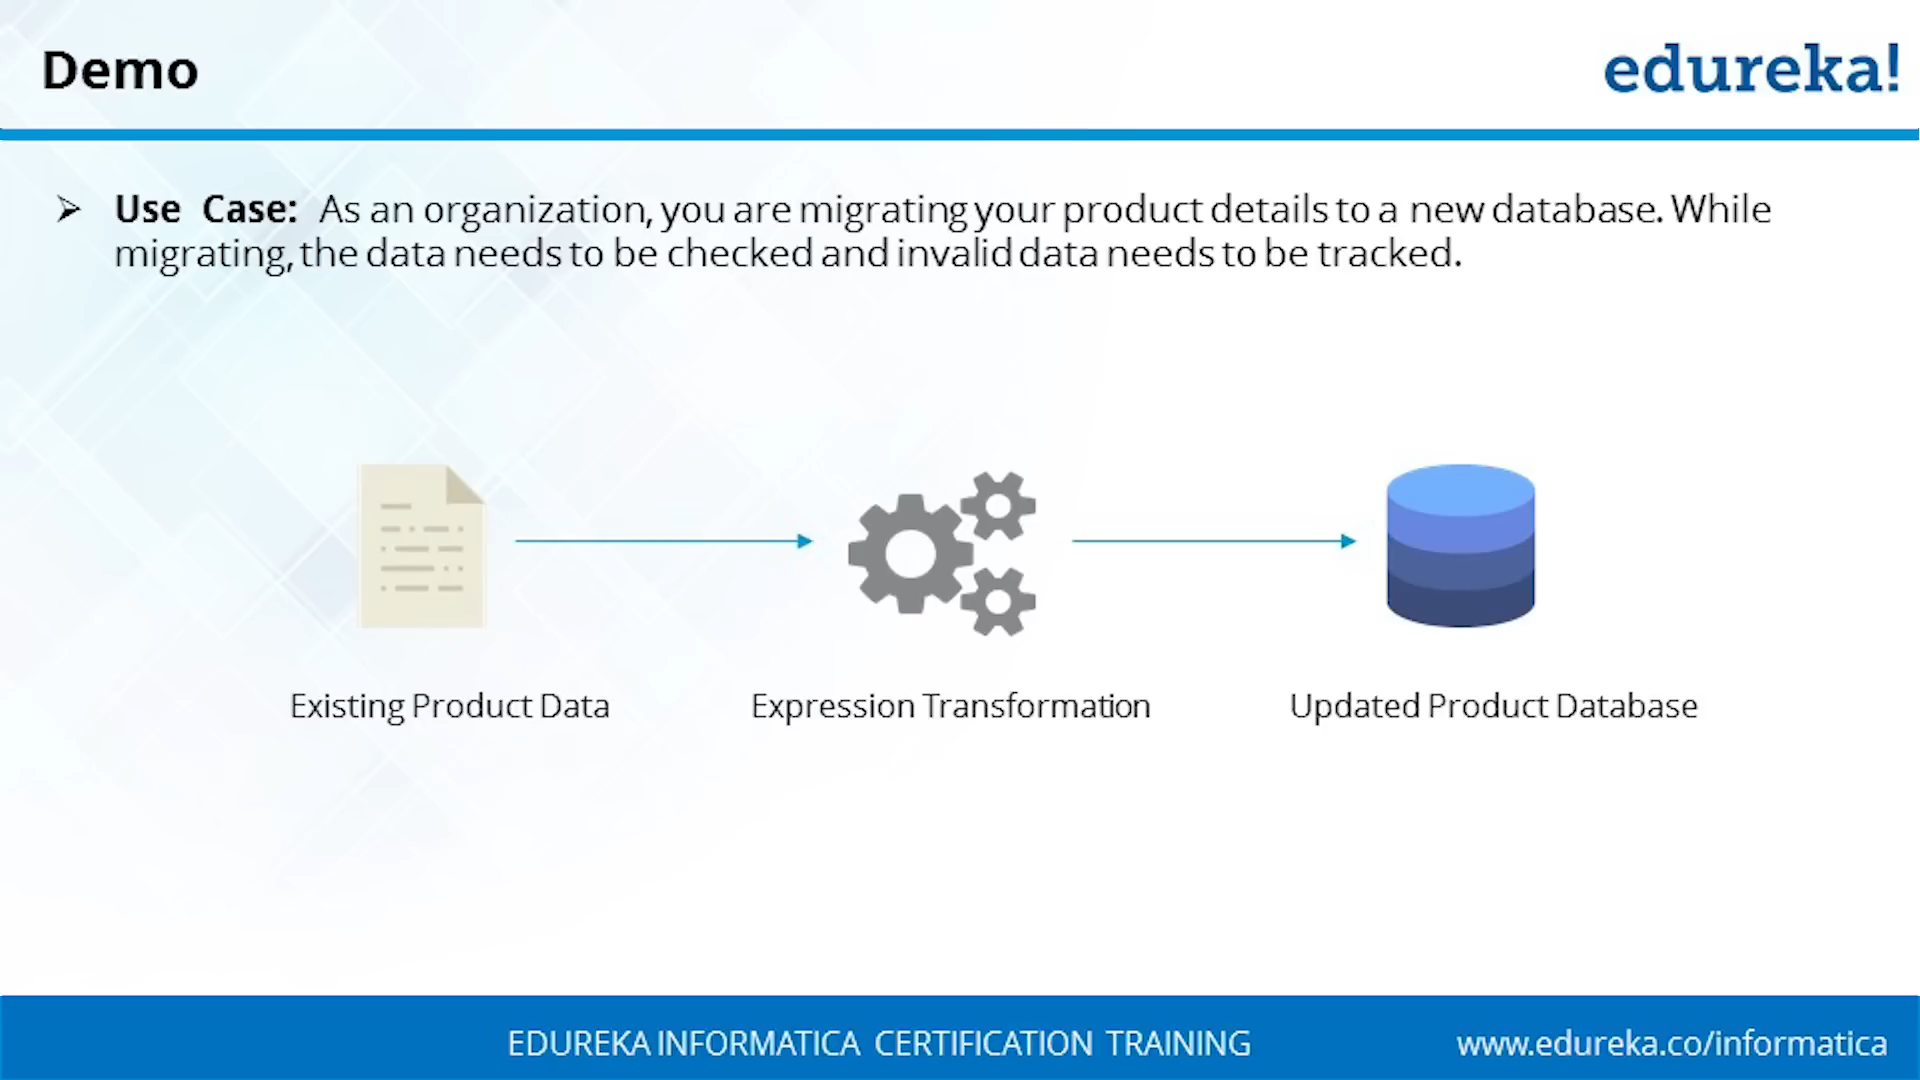 Demo
edureka!
Use Case: As an organization, you are migrating your product details to a new database. While
migrating, the data needs to be checked and invalid data needs to be tracked.
Existing Product Data
Expression Transformation
Updated Product Database
EDUREKA INFORMATICA CERTIFICATION TRAINING
www.edureka.co/informatica